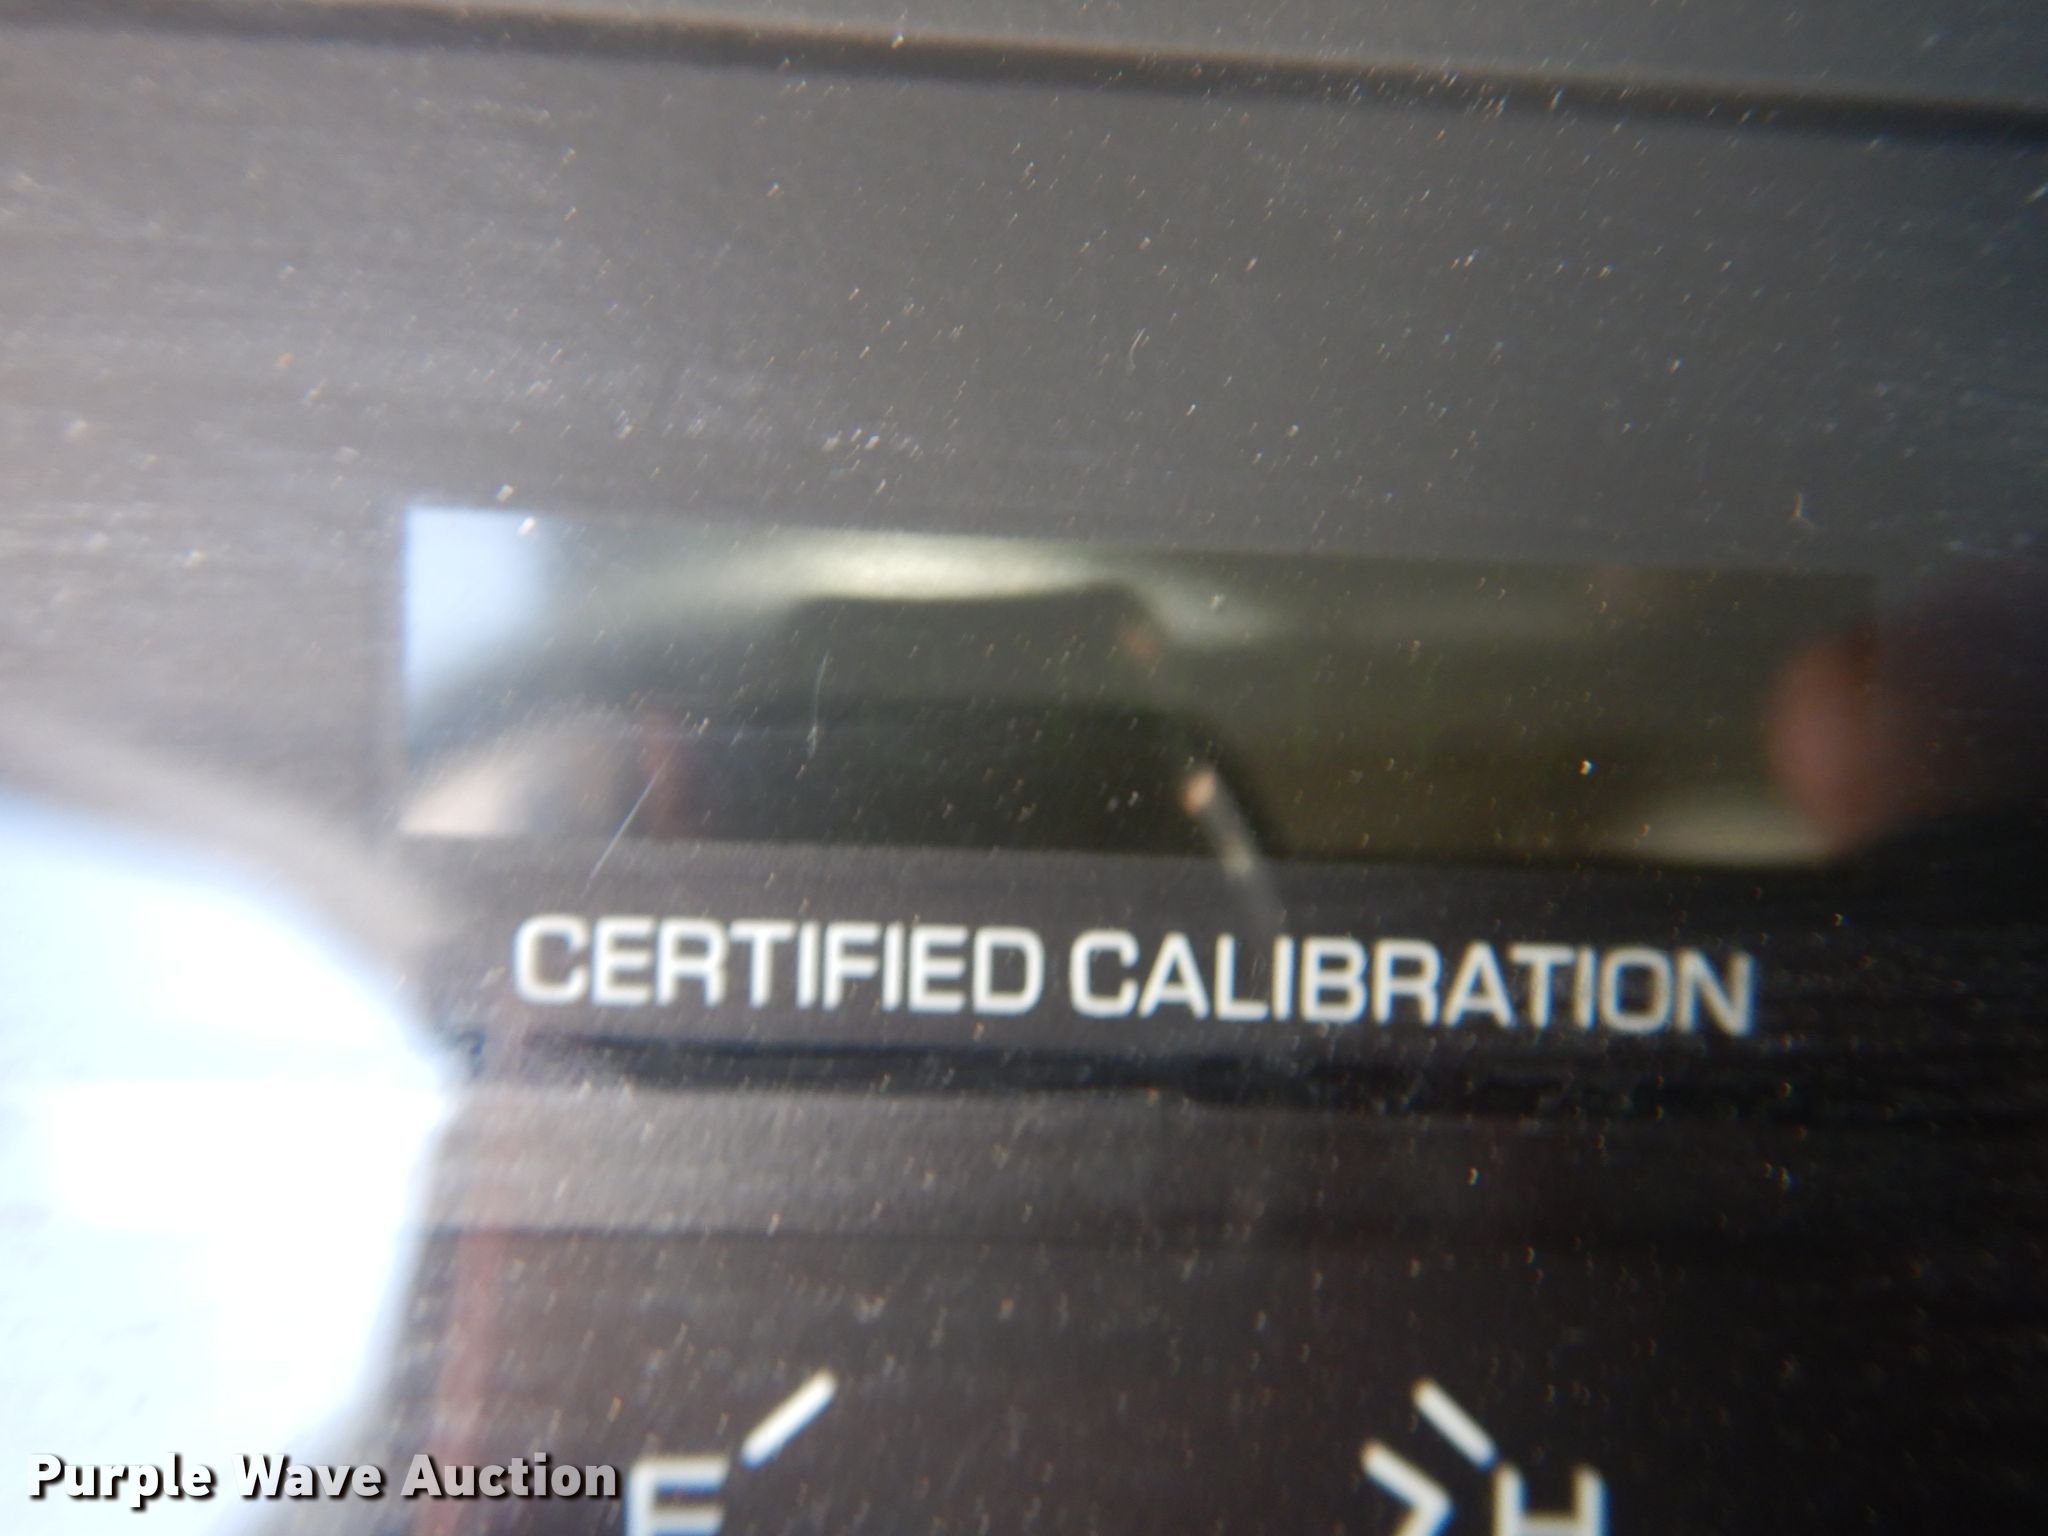 CERTIFIED CALIBRATION
F H
Purple Wave Auction